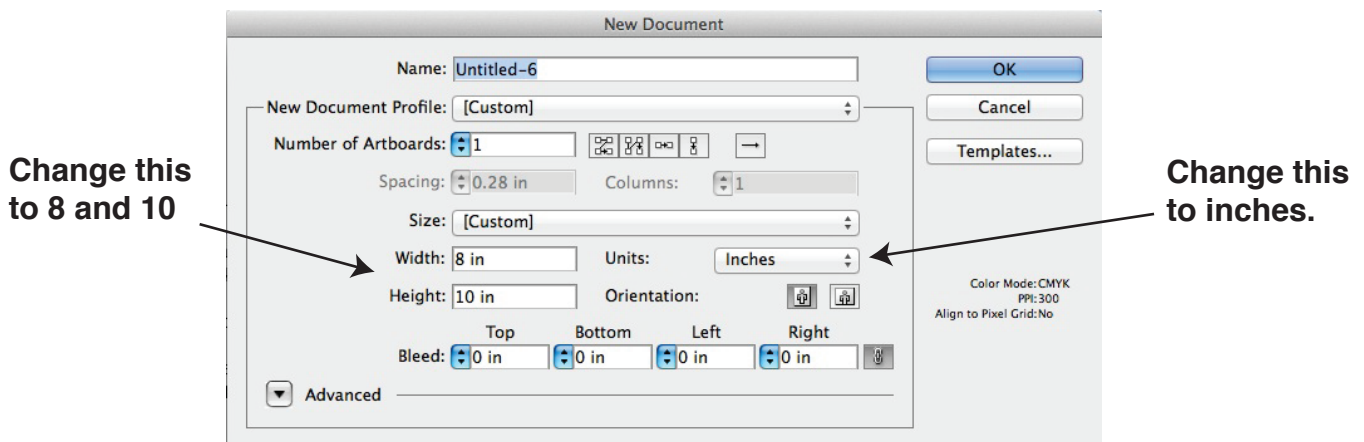 New Document
Name: Untitled-6
OK
New Document Profile: [Custom]
Cancel
Number of Artboards: 1
Templates...
Change this
to 8 and 10
Spacing: 0.28 in Columns: 1
Change this
to inches.
Size: [Custom]
Width: 8 in Units: Inches
Height: 10 in Orientation:
Color Mode:CMYK
PPI:300
Align to Pixel Grid:No
Top Bottom Left Right
Bleed: 0 in 0 in 0 in 0 in
Advanced